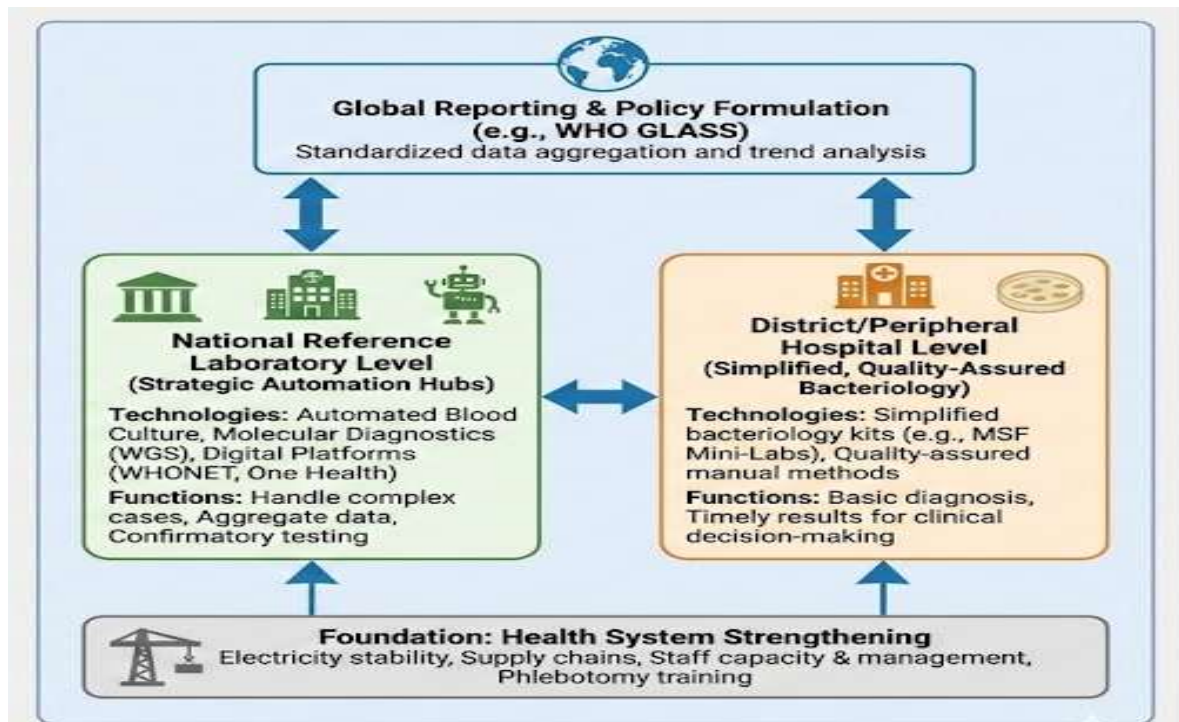 Global Reporting & Policy Formulation
(e.g., WHO GLASS)
Standardized data aggregation and trend analysis
National Reference
Laboratory Level
(Strategic Automation Hubs)
Technologies: Automated Blood
Culture, Molecular Diagnostics
(WGS), Digital Platforms
(WHONET, One Health)
Functions: Handle complex
cases, Aggregate data,
Confirmatory testing
District/Peripheral
Hospital Level
(Simplified, Quality-Assured
Bacteriology)
Technologies: Simplified
bacteriology kits (e.g., MSF
Mini-Labs), Quality-assured
manual methods
Functions: Basic diagnosis,
Timely results for clinical
decision-making
Foundation: Health System Strengthening
Electricity stability, Supply chains, Staff capacity & management,
Phlebotomy training